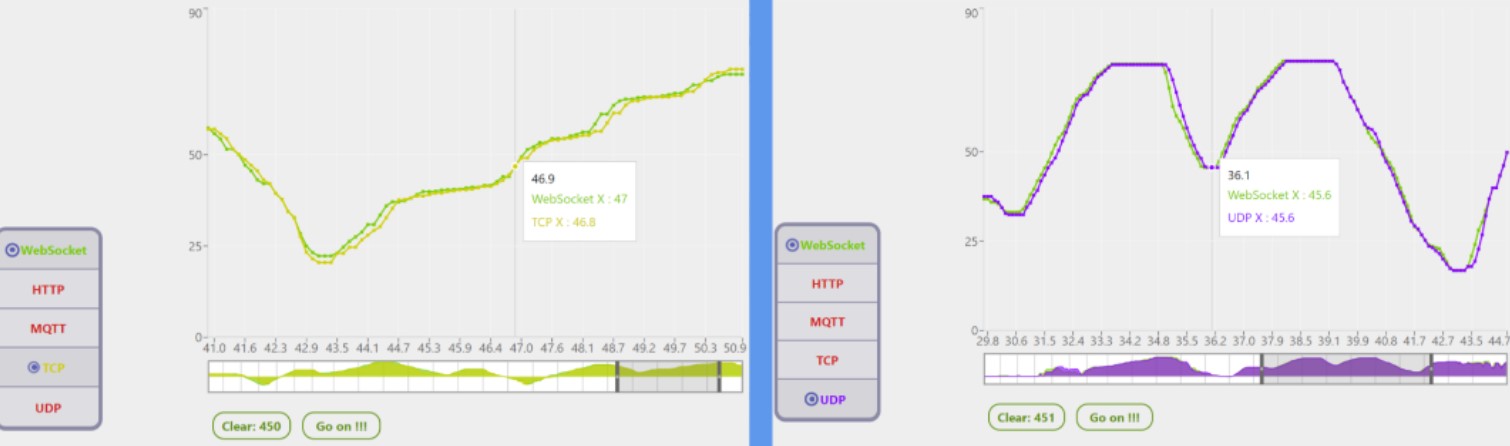 90
50
25
0
41.0 41.6 42.3 42.9 43.5 44.1 44.7 45.3 45.9 46.4 47.0 47.6 48.1 48.7 49.2 49.7 50.3 50.9
46.9
WebSocket X : 47
TCP X : 46.8
WebSocket
HTTP
MQTT
TCP
UDP
Clear: 450 Go on !!!
90
50
25
0
29.8 30.6 31.5 32.4 33.3 34.2 34.8 35.5 36.2 37.0 37.9 38.3 39.1 39.9 40.8 41.7 42.7 43.5 44.7
36.1
WebSocket X : 45.6
UDP X : 45.6
WebSocket
HTTP
MQTT
TCP
UDP
Clear: 451 Go on !!!